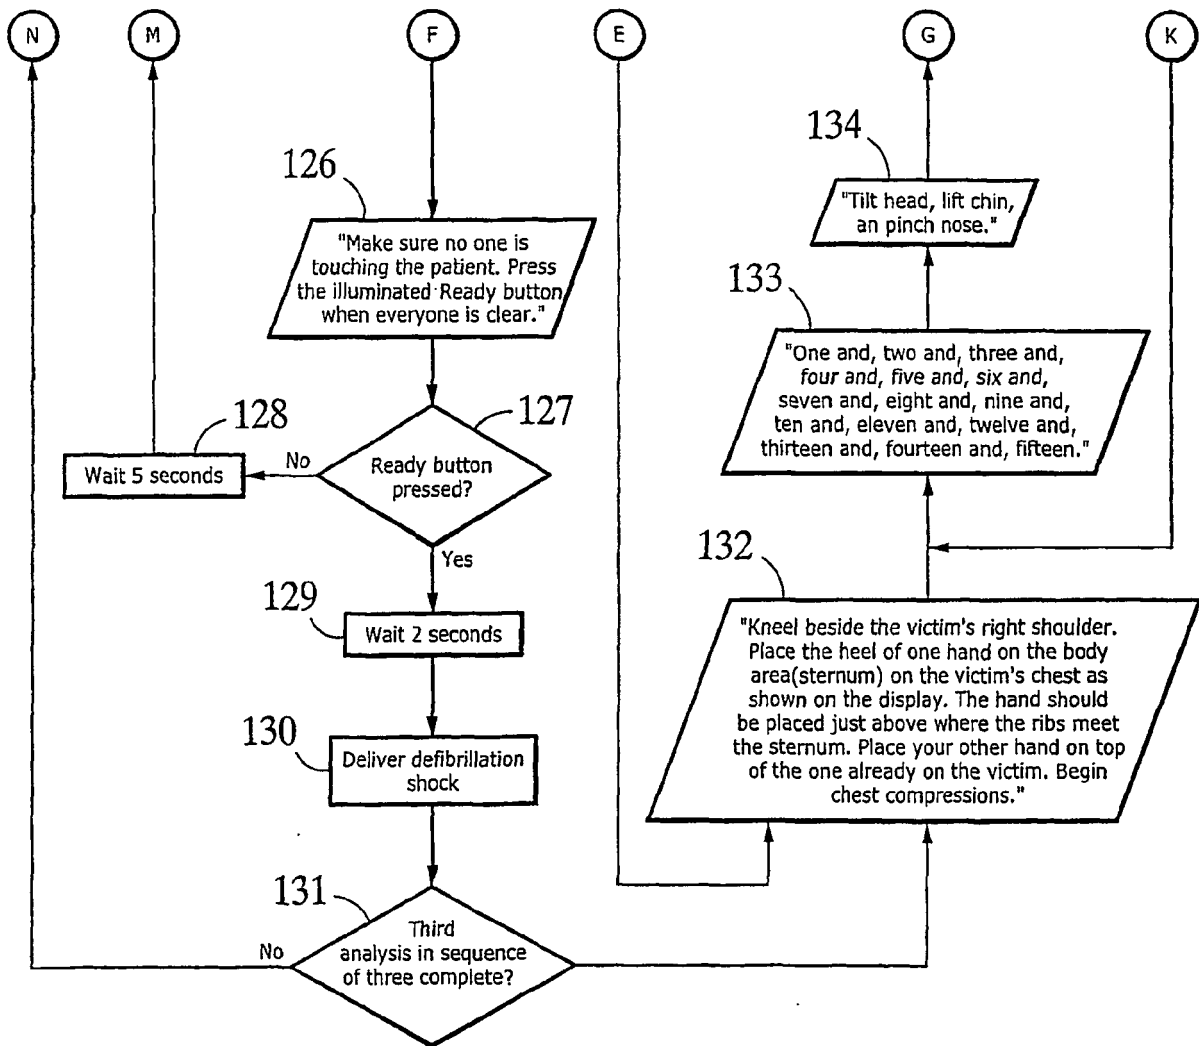 N
M
F
E
G
K
126
"Make sure no one is
touching the patient. Press
the illuminated Ready button
when everyone is clear."
127
Ready button
pressed?
No
128
Wait 5 seconds
Yes
129
Wait 2 seconds
130
Deliver defibrillation
shock
131
Third
analysis in sequence
of three complete?
No
134
"Tilt head, lift chin,
an pinch nose."
133
"One and, two and, three and,
four and, five and, six and,
seven and, eight and, nine and,
ten and, eleven and, twelve and,
thirteen and, fourteen and, fifteen."
132
"Kneel beside the victim's right shoulder.
Place the heel of one hand on the body
area(sternum) on the victim's chest as
shown on the display. The hand should
be placed just above where the ribs meet
the sternum. Place your other hand on top
of the one already on the victim. Begin
chest compressions."